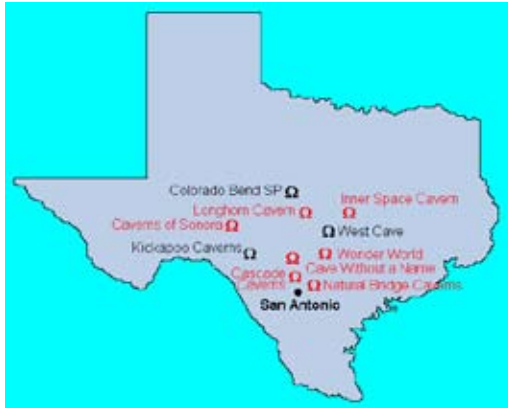 Colorado Bend SP Ω
Longhorn Cavern Ω
Inner Space Cavern
Ω
Caverns of Sonora Ω
Ω West Cave
Kickapoo Caverns Ω
Ω Wonder World
Ω
Cave Without a Name
Cascade
Caverns Ω
Ω Natural Bridge Caverns
San Antonio